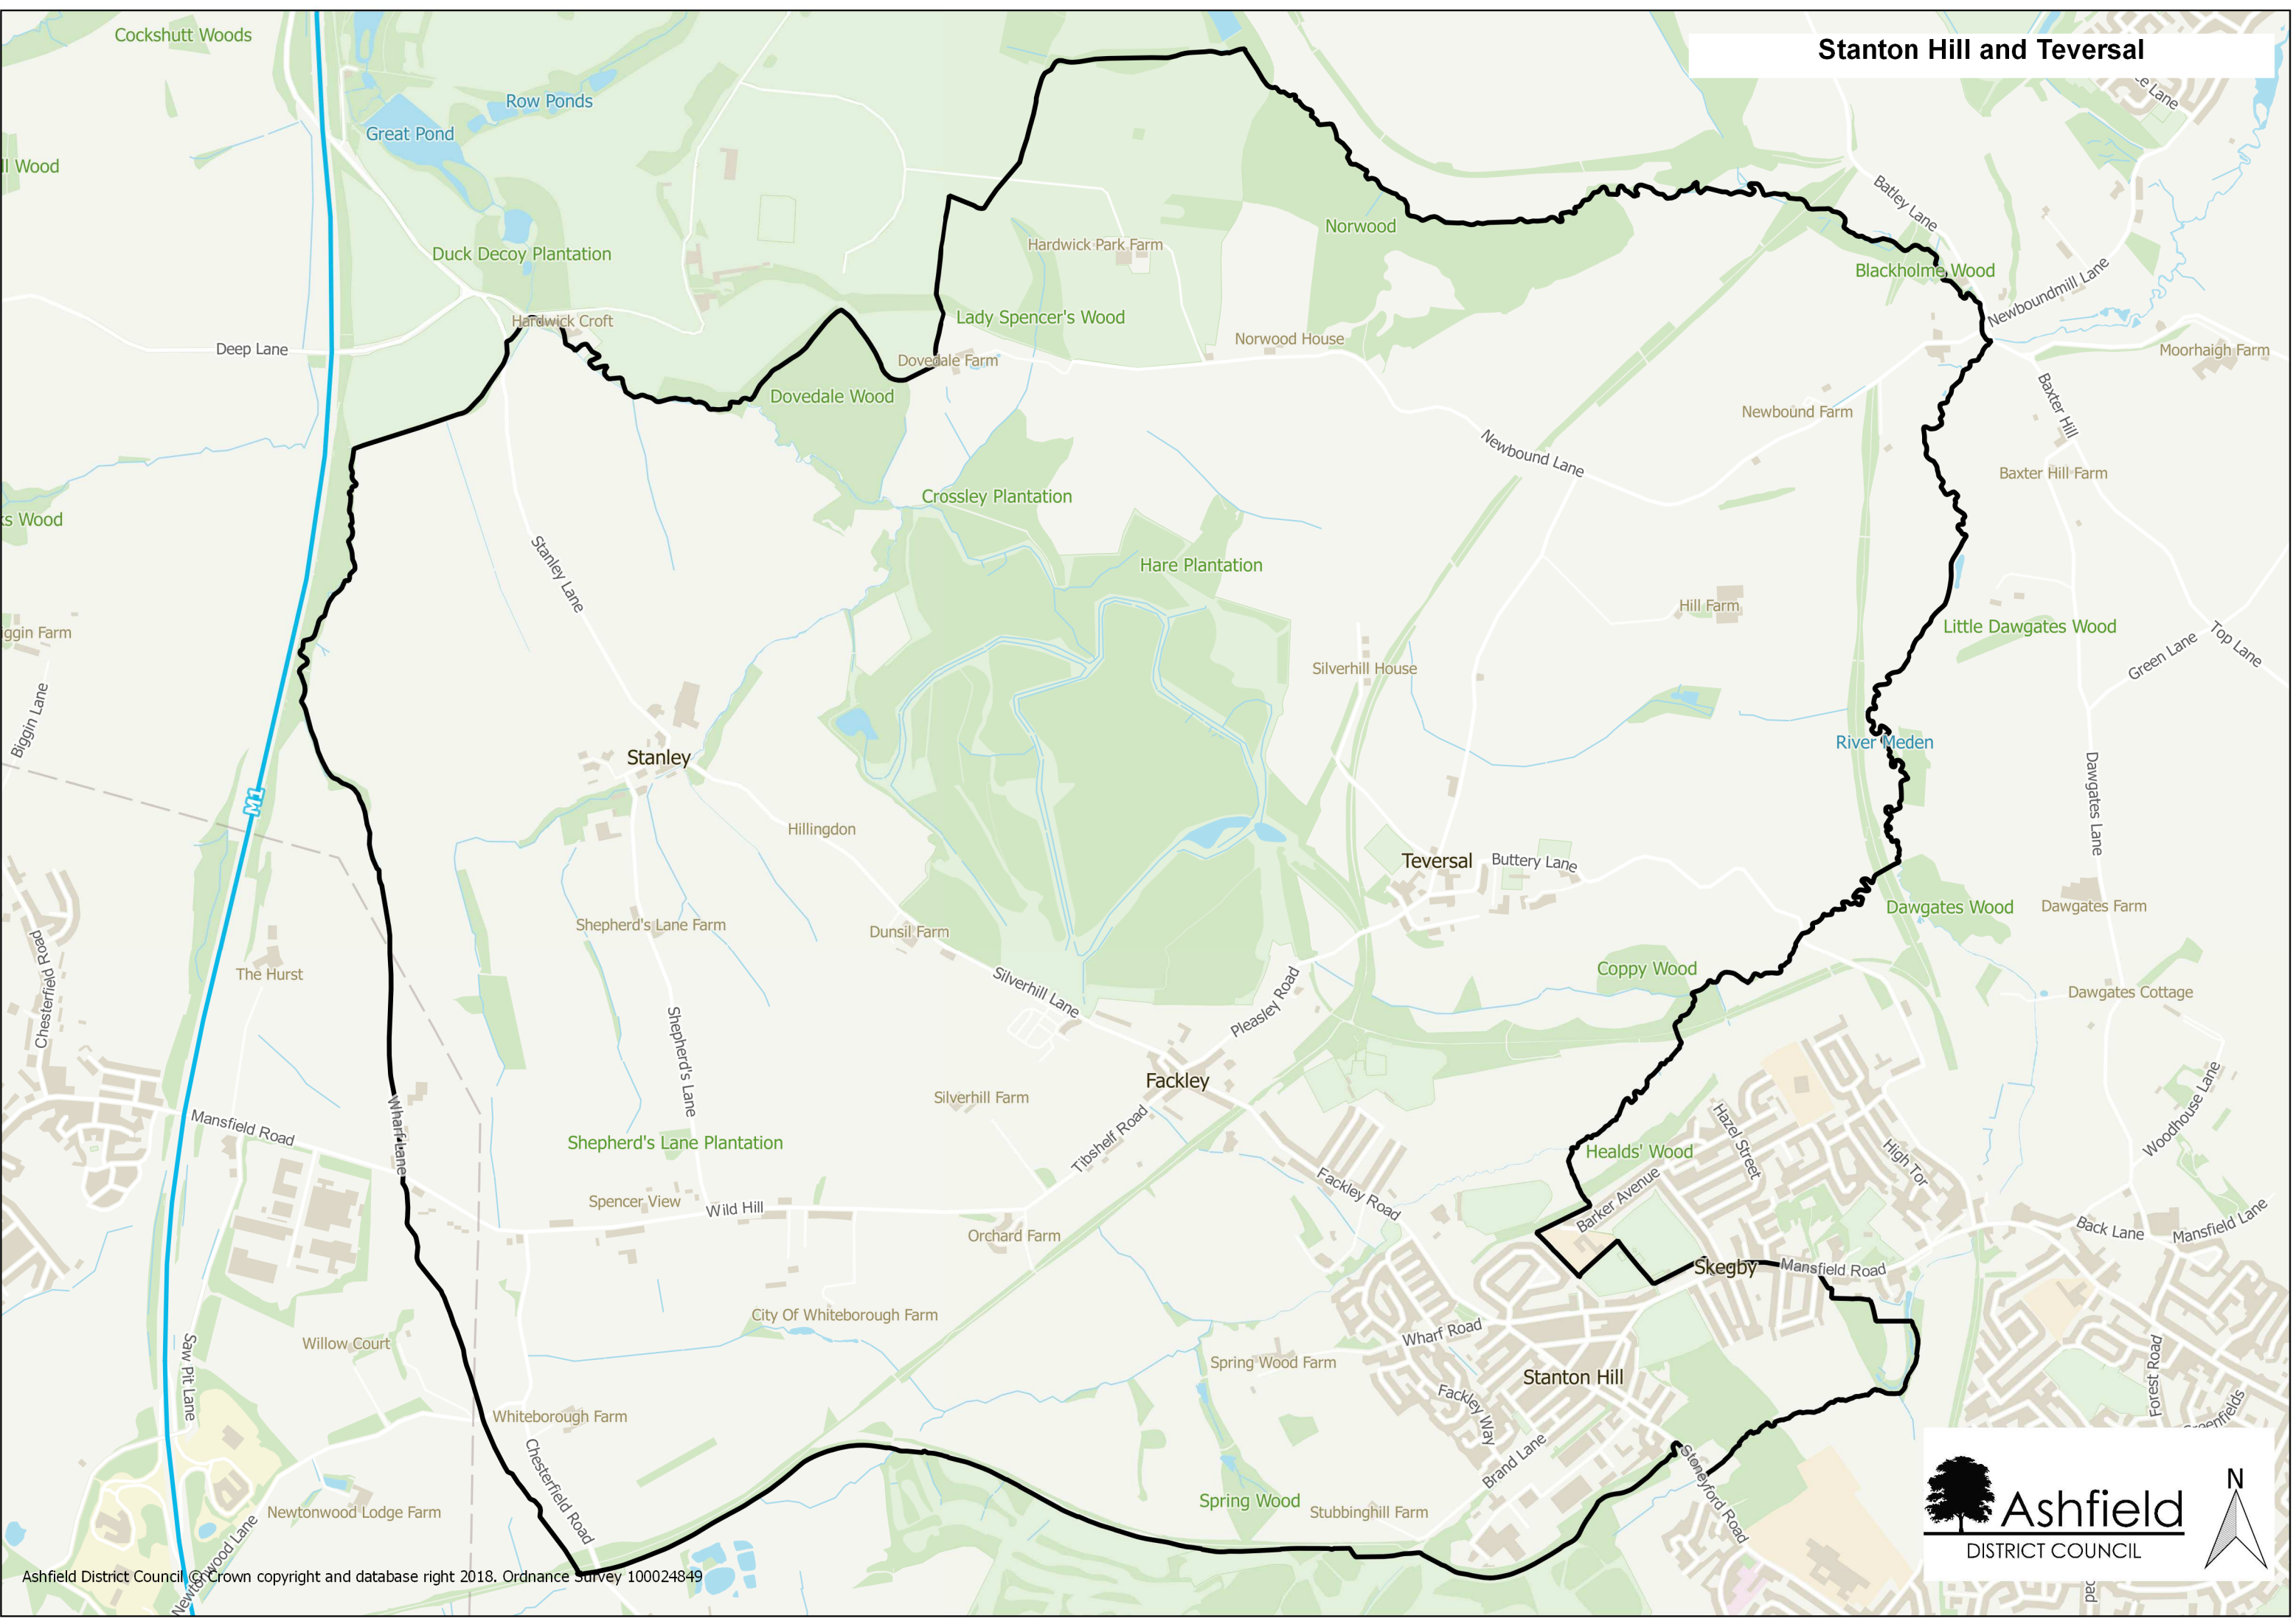 Stanton Hill and Teversal
Cockshutt Woods
Row Ponds
Great Pond
ll Wood
ce Lane
Batley Lane
Norwood
Hardwick Park Farm
Duck Decoy Plantation
Blackholme Wood
Newboundmill Lane
Hardwick Croft
Lady Spencer's Wood
Norwood House
Deep Lane
Dovedale Farm
Moorhaigh Farm
Dovedale Wood
Newbound Farm
Baxter Hill
Newbound Lane
Baxter Hill Farm
Crossley Plantation
ks Wood
Stanley Lane
Hare Plantation
Hill Farm
iggin Farm
Little Dawgates Wood
Green Lane
Top Lane
Silverhill House
Biggin Lane
River Meden
Stanley
M1
Dawgates Lane
Hillingdon
Teversal
Buttery Lane
Shepherd's Lane Farm
Dunsil Farm
Dawgates Wood
Dawgates Farm
Chesterfield Road
The Hurst
Coppy Wood
Silverhill Lane
Pleasley Road
Dawgates Cottage
Shepherd's Lane
Fackley
Silverhill Farm
Mansfield Road
Wharf Lane
Shepherd's Lane Plantation
Tibshelf Road
Healds' Wood
Hazel Street
High Tor
Woodhouse Lane
Spencer View
Wild Hill
Fackley Road
Barker Avenue
Orchard Farm
Back Lane
Mansfield Lane
Skegby
Mansfield Road
City Of Whiteborough Farm
Willow Court
Wharf Road
Saw Pit Lane
Spring Wood Farm
Stanton Hill
Forest Road
Whiteborough Farm
Fackley Way
eenfields
Chesterfield Road
Brand Lane
Stoneyford Road
Spring Wood
Stubbinghill Farm
Newtonwood Lodge Farm
Newtonwood Lane
N
Ashfield
DISTRICT COUNCIL
Ashfield District Council © Crown copyright and database right 2018. Ordnance Survey 100024849
oad